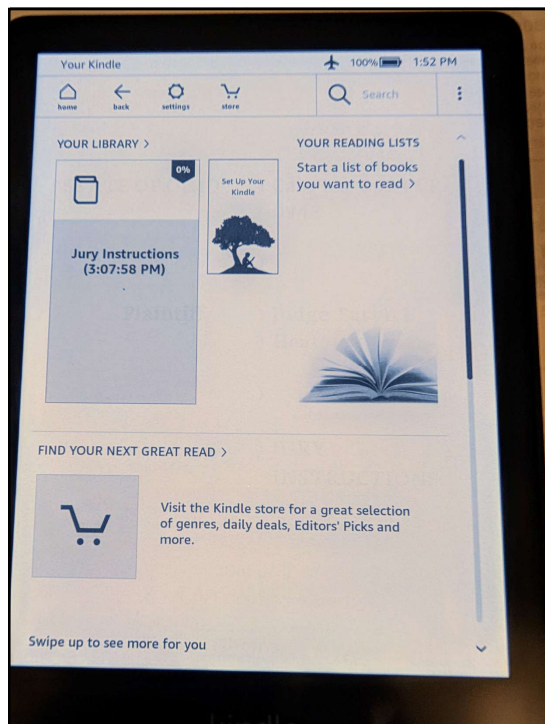 Your Kindle
100%
1:52 PM
home
back
settings
store
Search
YOUR LIBRARY >
0%
Jury Instructions
(3:07:58 PM)
Set Up Your
Kindle
YOUR READING LISTS
Start a list of books
you want to read >
FIND YOUR NEXT GREAT READ >
Visit the Kindle store for a great selection
of genres, daily deals, Editors' Picks and
more.
Swipe up to see more for you